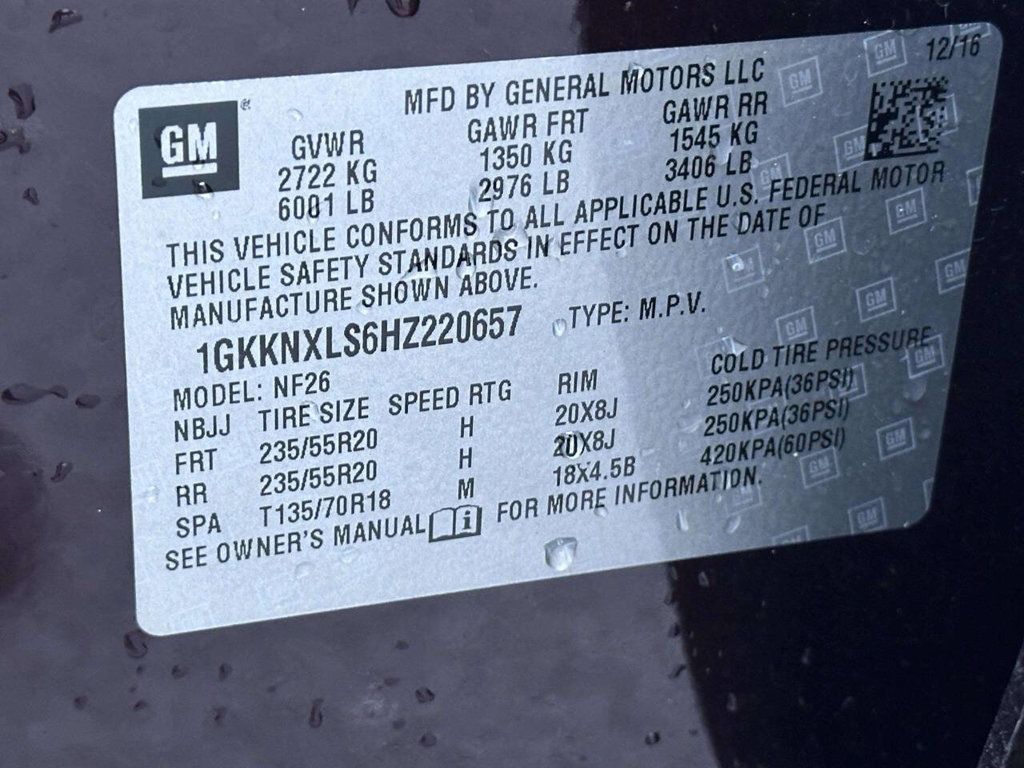 12/16
MFD BY GENERAL MOTORS LLC
GM ®
GVWR GAWR FRT GAWR RR
2722 KG 1350 KG 1545 KG
6001 LB 2976 LB 3406 LB
THIS VEHICLE CONFORMS TO ALL APPLICABLE U.S. FEDERAL MOTOR
VEHICLE SAFETY STANDARDS IN EFFECT ON THE DATE OF
MANUFACTURE SHOWN ABOVE.
1GKKNXLS6HZ220657 TYPE: M.P.V.
MODEL: NF26
NBJJ TIRE SIZE SPEED RTG RIM COLD TIRE PRESSURE
FRT 235/55R20 H 20X8J 250KPA(36PSI)
RR 235/55R20 H 20X8J 250KPA(36PSI)
SPA T135/70R18 M 18X4.5B 420KPA(60PSI)
SEE OWNER'S MANUAL i FOR MORE INFORMATION.